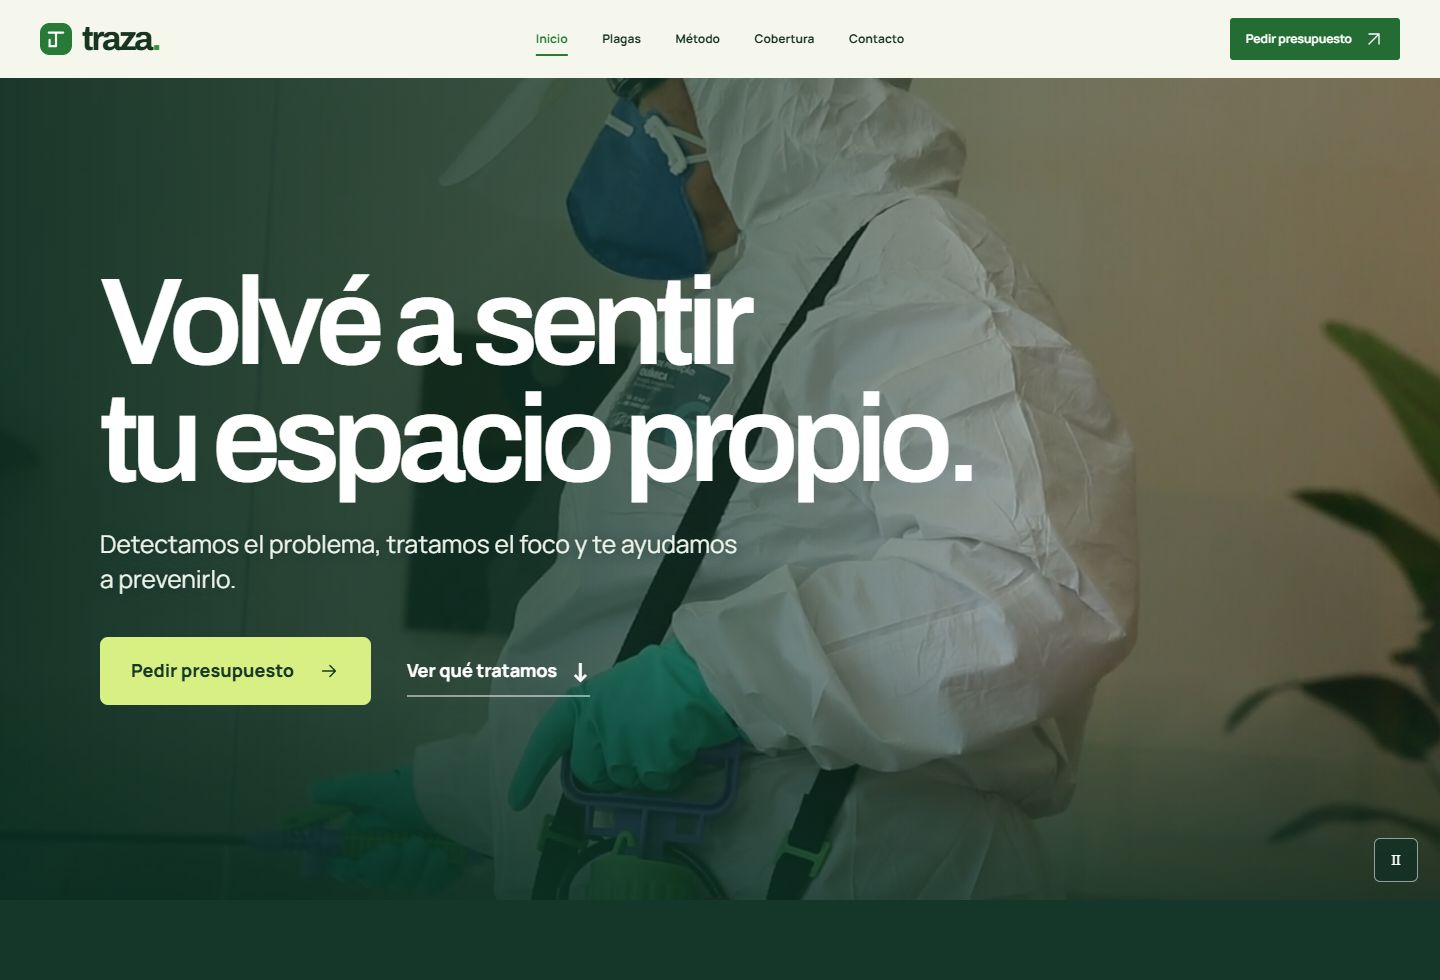 traza.
Inicio
Plagas
Método
Cobertura
Contacto
Pedir presupuesto
Volvé a sentir
QUÍMICA
tu espacio propio.
Detectamos el problema, tratamos el foco y te ayudamos
a prevenirlo.
Pedir presupuesto
Ver qué tratamos